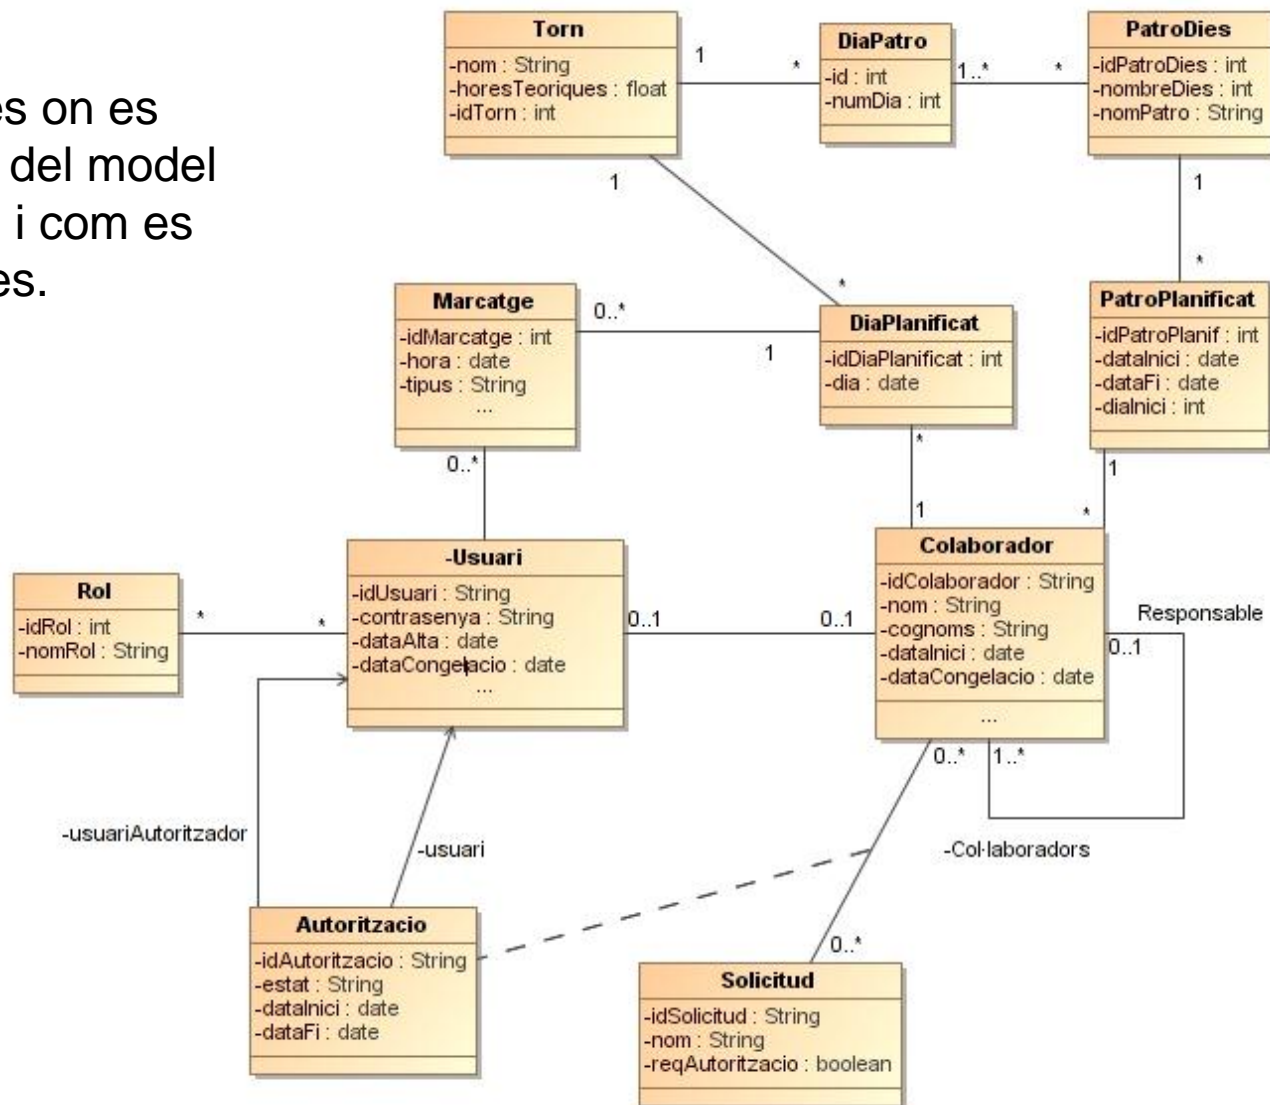 es on es
del model
i com es
es.
Torn
-nom : String
-horesTeoriques : float
-idTorn : int
1
*
DiaPatro
-id : int
-numDia : int
1..*
*
PatroDies
-idPatroDies : int
-nombreDies : int
-nomPatro : String
1
*
1
*
Marcatge
-idMarcatge : int
-hora : date
-tipus : String
...
0..*
1
DiaPlanificat
-idDiaPlanificat : int
-dia : date
PatroPlanificat
-idPatroPlanif : int
-dataInici : date
-dataFi : date
-diaInici : int
0..*
*
1
1
*
Rol
-idRol : int
-nomRol : String
*
*
-Usuari
-idUsuari : String
-contrasenya : String
-dataAlta : date
-dataCongelacio : date
...
0..1
0..1
Colaborador
-idColaborador : String
-nom : String
-cognoms : String
-dataInici : date
-dataCongelacio : date
...
Responsable
0..1
0..*
1..*
-usuariAutoritzador
-usuari
-Col·laboradors
Autoritzacio
-idAutoritzacio : String
-estat : String
-dataInici : date
-dataFi : date
0..*
Solicitud
-idSolicitud : String
-nom : String
-reqAutoritzacio : boolean